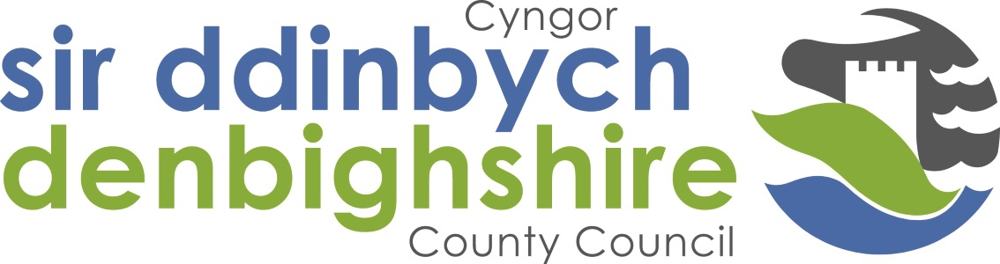 Cyngor
sir ddinbych
denbighshire
County Council